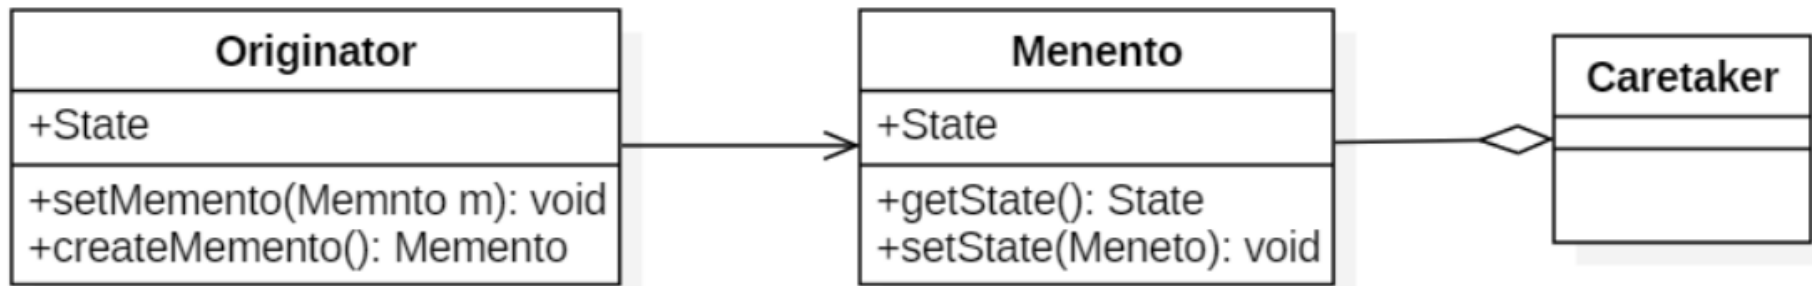 Originator
+State
+setMemento(Memnto m): void
+createMemento(): Memento
Menento
+State
+getState(): State
+setState(Meneto): void
Caretaker